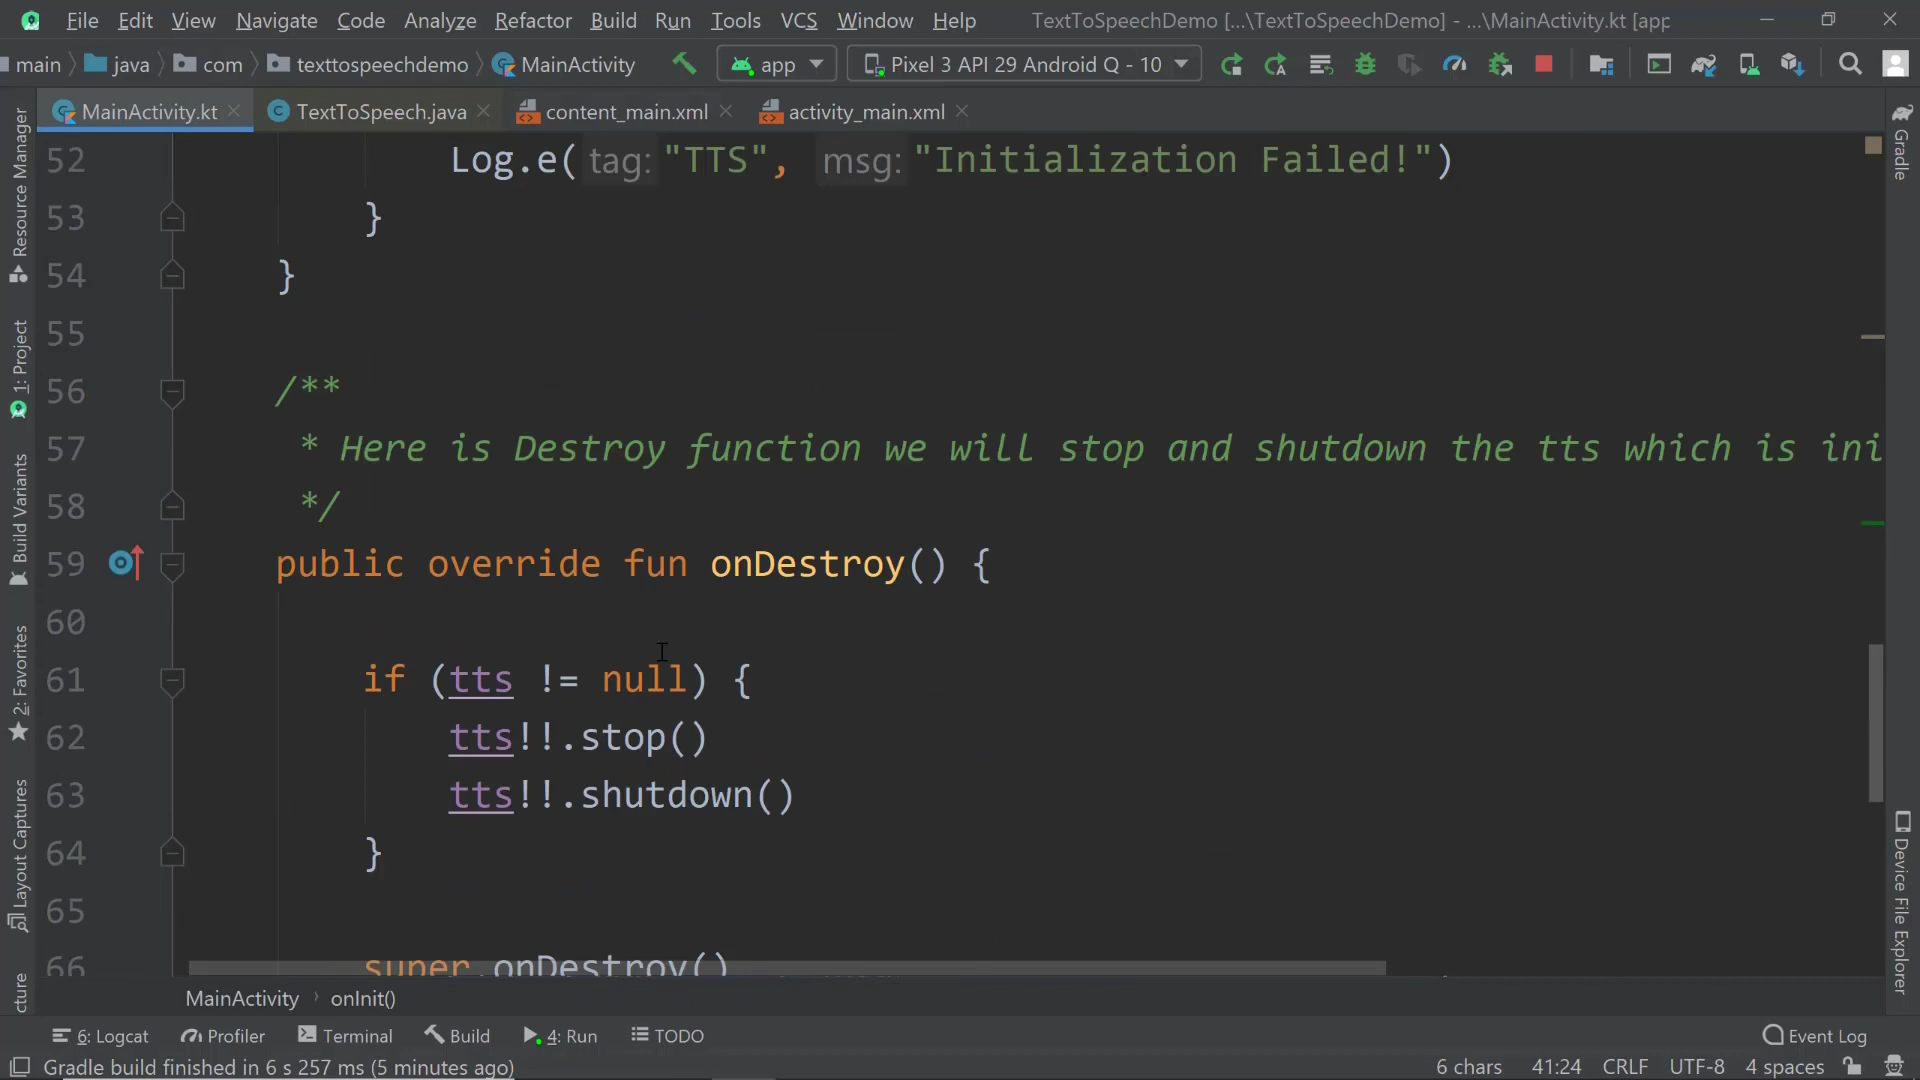 File Edit View Navigate Code Analyze Refactor Build Run Tools VCS Window Help TextToSpeechDemo [...\TextToSpeechDemo] - ...\MainActivity.kt [app
main java com texttospeechdemo MainActivity app Pixel 3 API 29 Android Q - 10
MainActivity.kt TextToSpeech.java content_main.xml activity_main.xml
52 Log.e( tag: "TTS", msg: "Initialization Failed!")
53 }
54 }
55
56 /**
57 * Here is Destroy function we will stop and shutdown the tts which is ini
58 */
59 public override fun onDestroy() {
60
61 if (tts != null) {
62 tts!!.stop()
63 tts!!.shutdown()
64 }
65
66 super.onDestroy()
MainActivity onInit()
6: Logcat Profiler Terminal Build 4: Run TODO Event Log
Gradle build finished in 6 s 257 ms (5 minutes ago) 6 chars 41:24 CRLF UTF-8 4 spaces
Resource Manager
1: Project
Build Variants
2: Favorites
Layout Captures
cture
Gradle
Device File Explorer